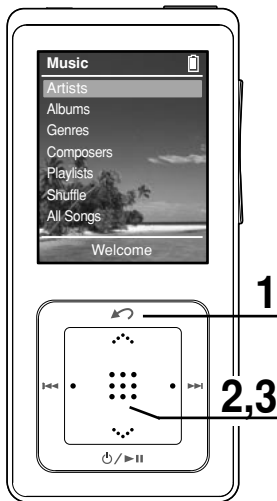 Music
Artists
Albums
Genres
Composers
Playlists
Shuffle
All Songs
Welcome
1
2,3